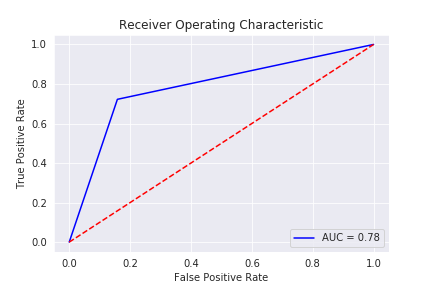 Receiver Operating Characteristic
1.0
0.8
0.6
0.4
0.2
0.0
True Positive Rate
0.0 0.2 0.4 0.6 0.8 1.0
False Positive Rate
AUC = 0.78